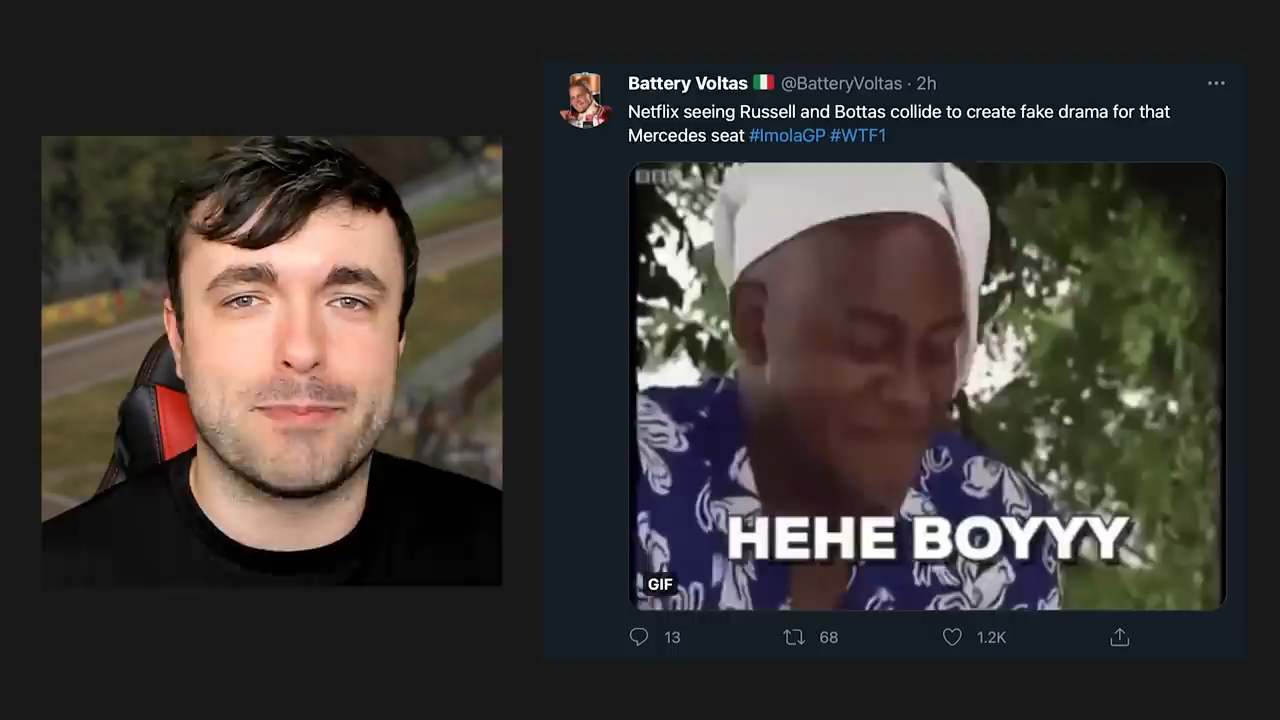 Battery Voltas 🇮🇹 @BatteryVoltas · 2h
Netflix seeing Russell and Bottas collide to create fake drama for that
Mercedes seat #ImolaGP #WTF1
BBC
HEHE BOYYY
GIF
13 68 1.2K